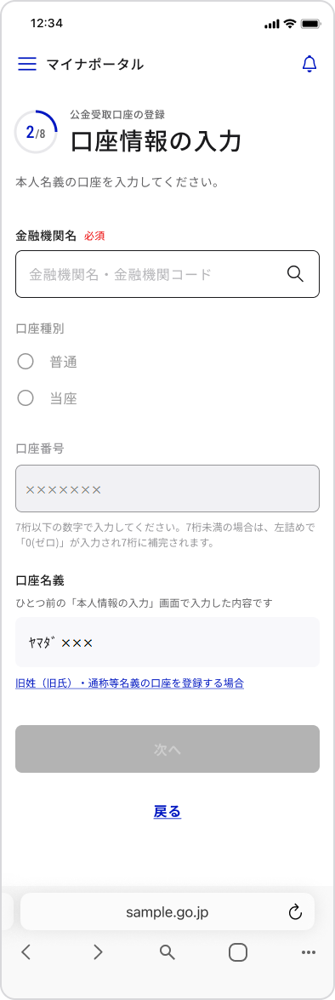 12:34
マイナポータル
2/8
公金受取口座の登録
口座情報の入力
本人名義の口座を入力してください。
金融機関名 必須
金融機関名・金融機関コード
口座種別
普通
当座
口座番号
×××××××
7桁以下の数字で入力してください。7桁未満の場合は、左詰めで
「0(ゼロ)」が入力され7桁に補完されます。
口座名義
ひとつ前の「本人情報の入力」画面で入力した内容です
ﾔﾏﾀﾞ ×××
旧姓（旧氏）・通称等名義の口座を登録する場合
次へ
戻る
sample.go.jp